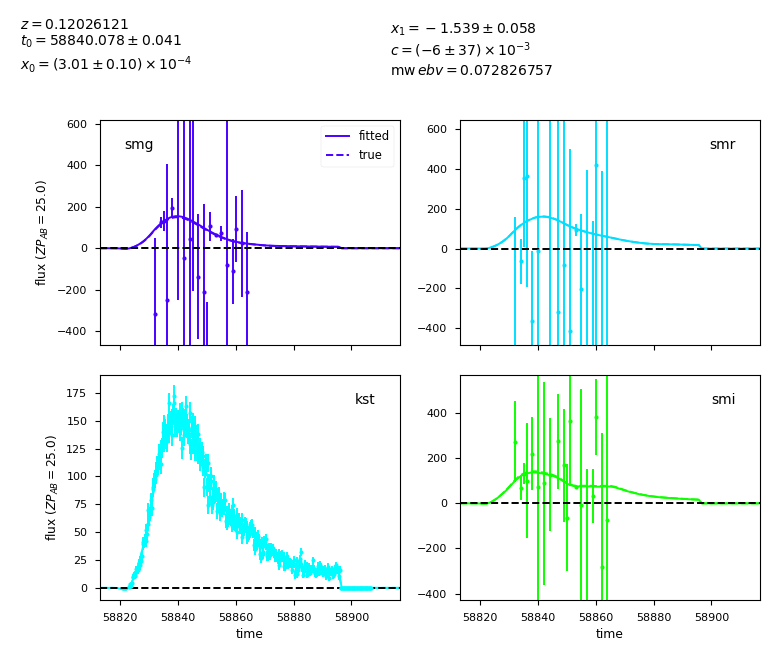 z = 0.12026121
t₀ = 58840.078 ± 0.041
x₀ = (3.01 ± 0.10) × 10⁻⁴
x₁ = −1.539 ± 0.058
c = (−6 ± 37) × 10⁻³
mw ebv = 0.072826757
smg
fitted
true
600
400
200
0
−200
−400
flux (ZP_AB = 25.0)
smr
600
400
200
0
−200
−400
kst
175
150
125
100
75
50
25
0
flux (ZP_AB = 25.0)
58820 58840 58860 58880 58900
time
smi
400
200
0
−200
−400
58820 58840 58860 58880 58900
time